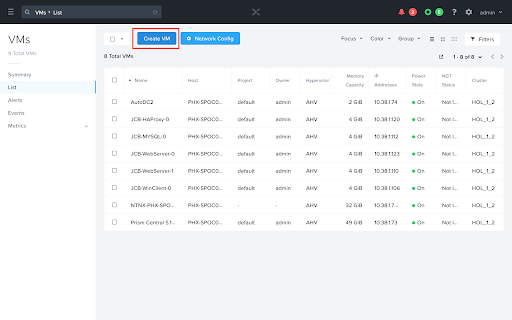 VMs › List
2
8
?
admin
VMs
9 Total VMs
Summary
List
Alerts
Events
Metrics
Create VM
Network Config
Focus
Color
Group
Filters
8 Total VMs
1 - 8 of 8
Name Host Project Owner Hypervisor Memory Capacity IP Addresses Power State NGT Status Cluster
AutoDC2 PHX-SPOC0... default admin AHV 2 GiB 10.38.1.74 On Not I... HOL_1_2
JCB-HAProxy-0 PHX-SPOC0... default admin AHV 4 GiB 10.38.1.120 On Not I... HOL_1_2
JCB-MYSQL-0 PHX-SPOC0... default admin AHV 4 GiB 10.38.1.112 On Not I... HOL_1_2
JCB-WebServer-0 PHX-SPOC0... default admin AHV 4 GiB 10.38.1.123 On Not I... HOL_1_2
JCB-WebServer-1 PHX-SPOC0... default admin AHV 4 GiB 10.38.1.110 On Not I... HOL_1_2
JCB-WinClient-0 PHX-SPOC0... default admin AHV 4 GiB 10.38.1.106 On Not I... HOL_1_2
NTNX-PHX-SPO... PHX-SPOC0... - - AHV 32 GiB 10.38.1.7... On Not I... HOL_1_2
Prism Central 5.1... PHX-SPOC0... default admin AHV 49 GiB 10.38.1.73 On Not I... HOL_1_2